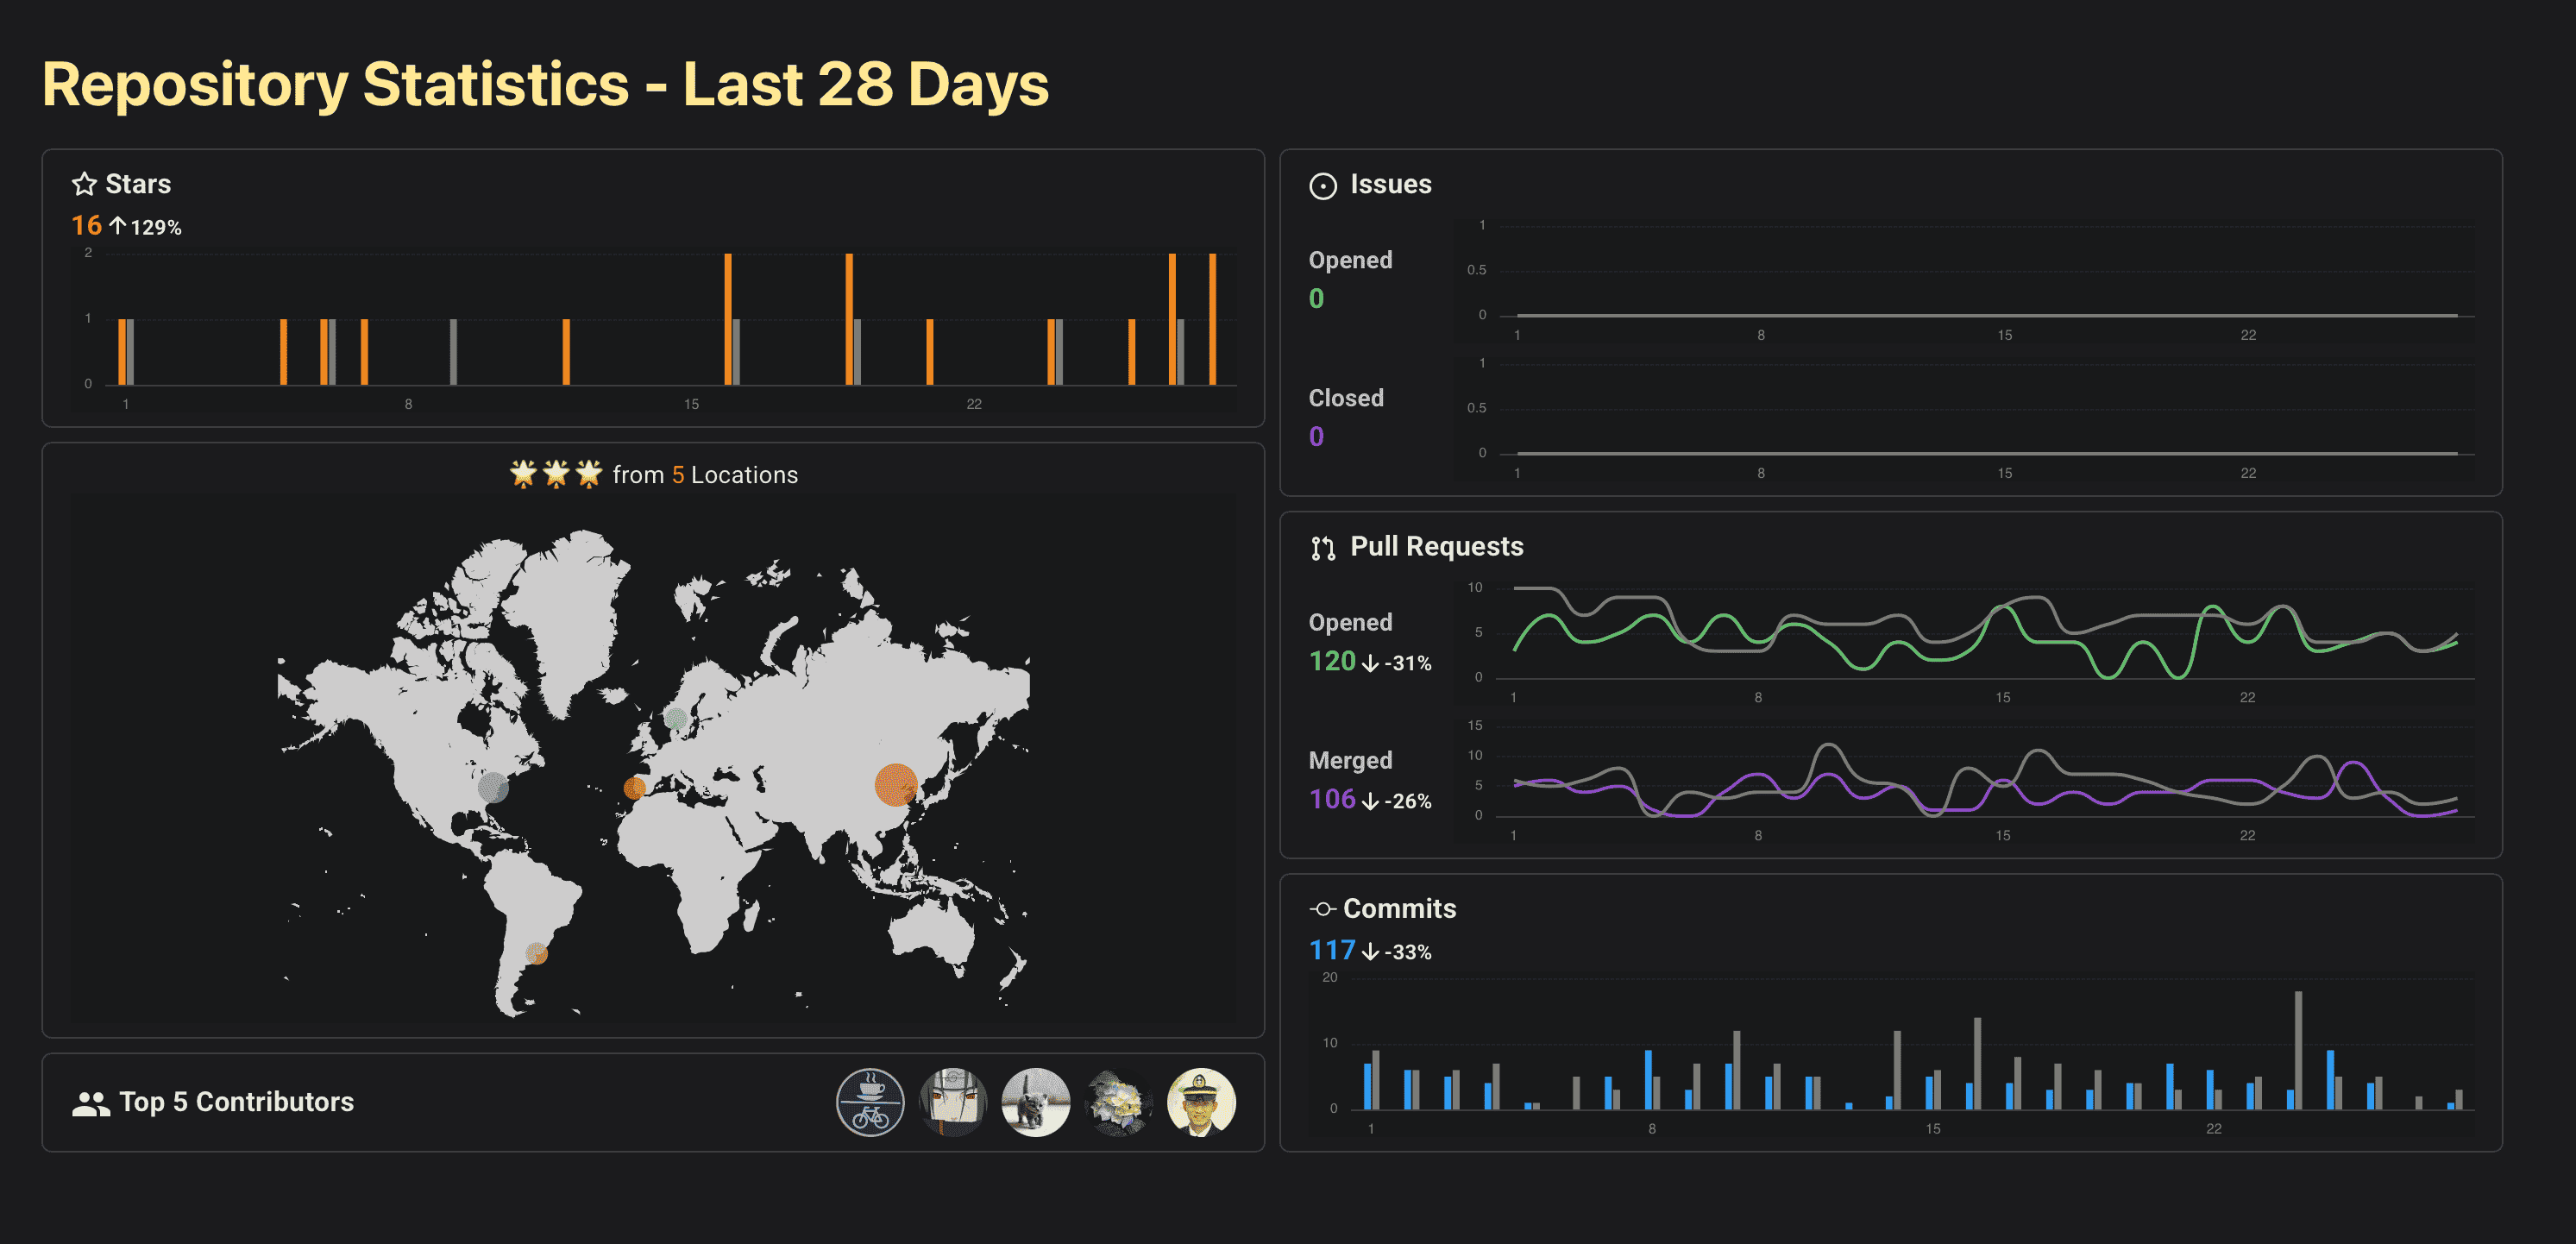 Repository Statistics - Last 28 Days
Stars
16 ↑ 129%
2
1
0
1 8 15 22
🌟🌟🌟 from 5 Locations
Top 5 Contributors
Issues
Opened
0
1
0.5
0
1 8 15 22
Closed
0
1
0.5
0
1 8 15 22
Pull Requests
Opened
120 ↓ -31%
10
5
0
1 8 15 22
Merged
106 ↓ -26%
15
10
5
0
1 8 15 22
Commits
117 ↓ -33%
20
10
0
1 8 15 22